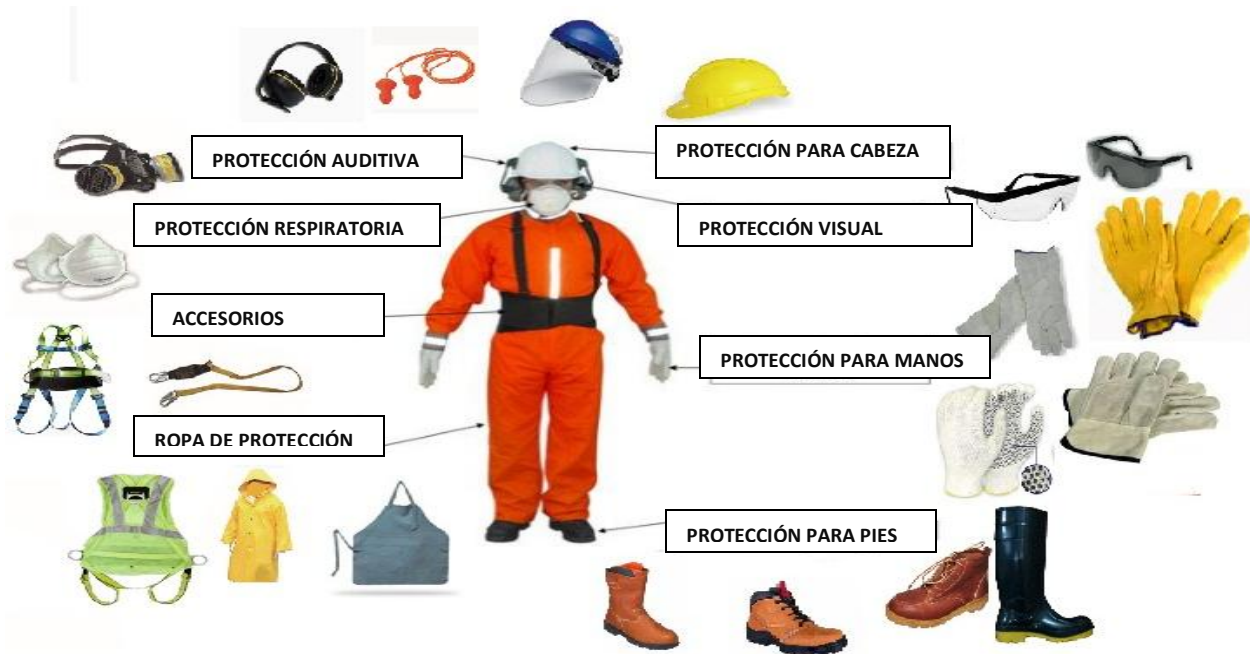 PROTECCIÓN AUDITIVA
PROTECCIÓN PARA CABEZA
PROTECCIÓN RESPIRATORIA
PROTECCIÓN VISUAL
ACCESORIOS
PROTECCIÓN PARA MANOS
ROPA DE PROTECCIÓN
PROTECCIÓN PARA PIES